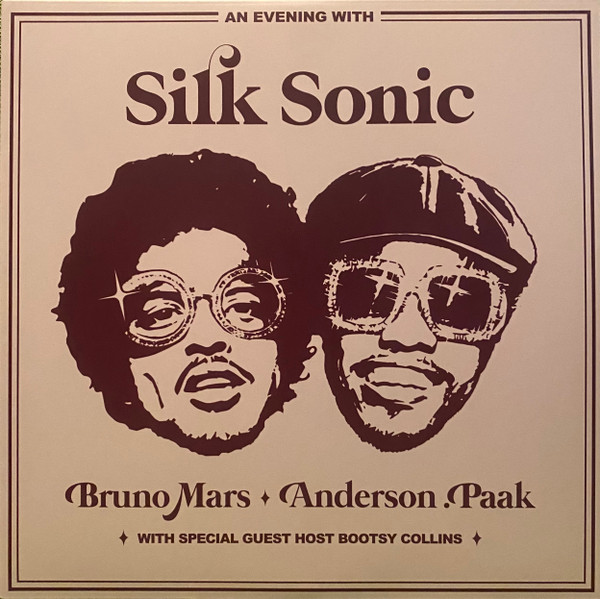 AN EVENING WITH
Silk Sonic
Bruno Mars ✦ Anderson .Paak
✦ WITH SPECIAL GUEST HOST BOOTSY COLLINS ✦